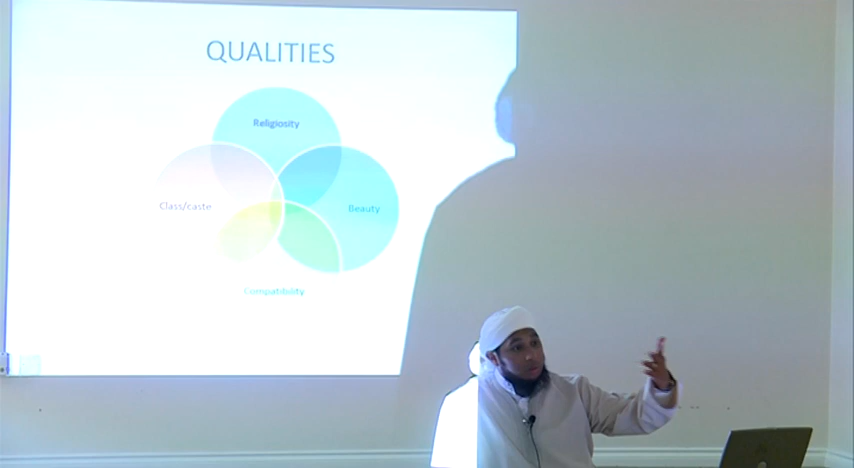 QUALITIES
Religiosity
Class/caste
Beauty
Compatibility